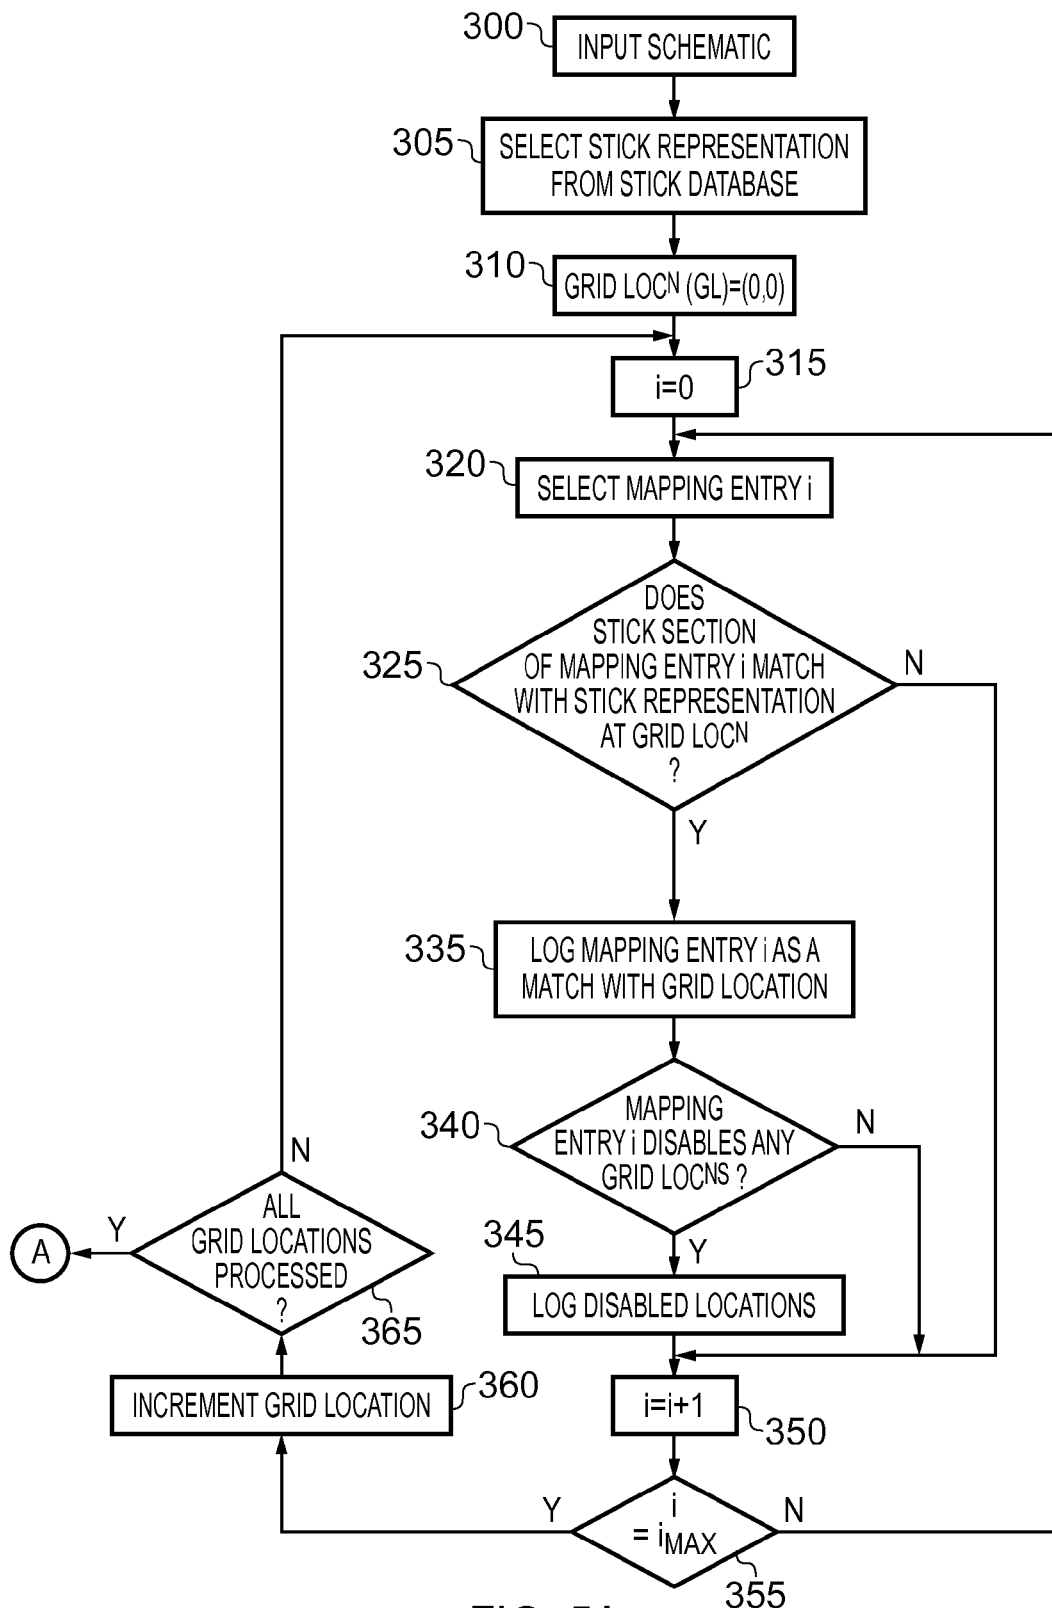 300
INPUT SCHEMATIC
305
SELECT STICK REPRESENTATION
FROM STICK DATABASE
310
GRID LOCN (GL)=(0,0)
315
i=0
320
SELECT MAPPING ENTRY i
325
DOES
STICK SECTION
OF MAPPING ENTRY i MATCH
WITH STICK REPRESENTATION
AT GRID LOCN
?
N
Y
335
LOG MAPPING ENTRY i AS A
MATCH WITH GRID LOCATION
340
MAPPING
ENTRY i DISABLES ANY
GRID LOCNS ?
N
Y
345
LOG DISABLED LOCATIONS
350
i=i+1
355
i
= iMAX
N
Y
360
INCREMENT GRID LOCATION
365
ALL
GRID LOCATIONS
PROCESSED
?
N
Y
A